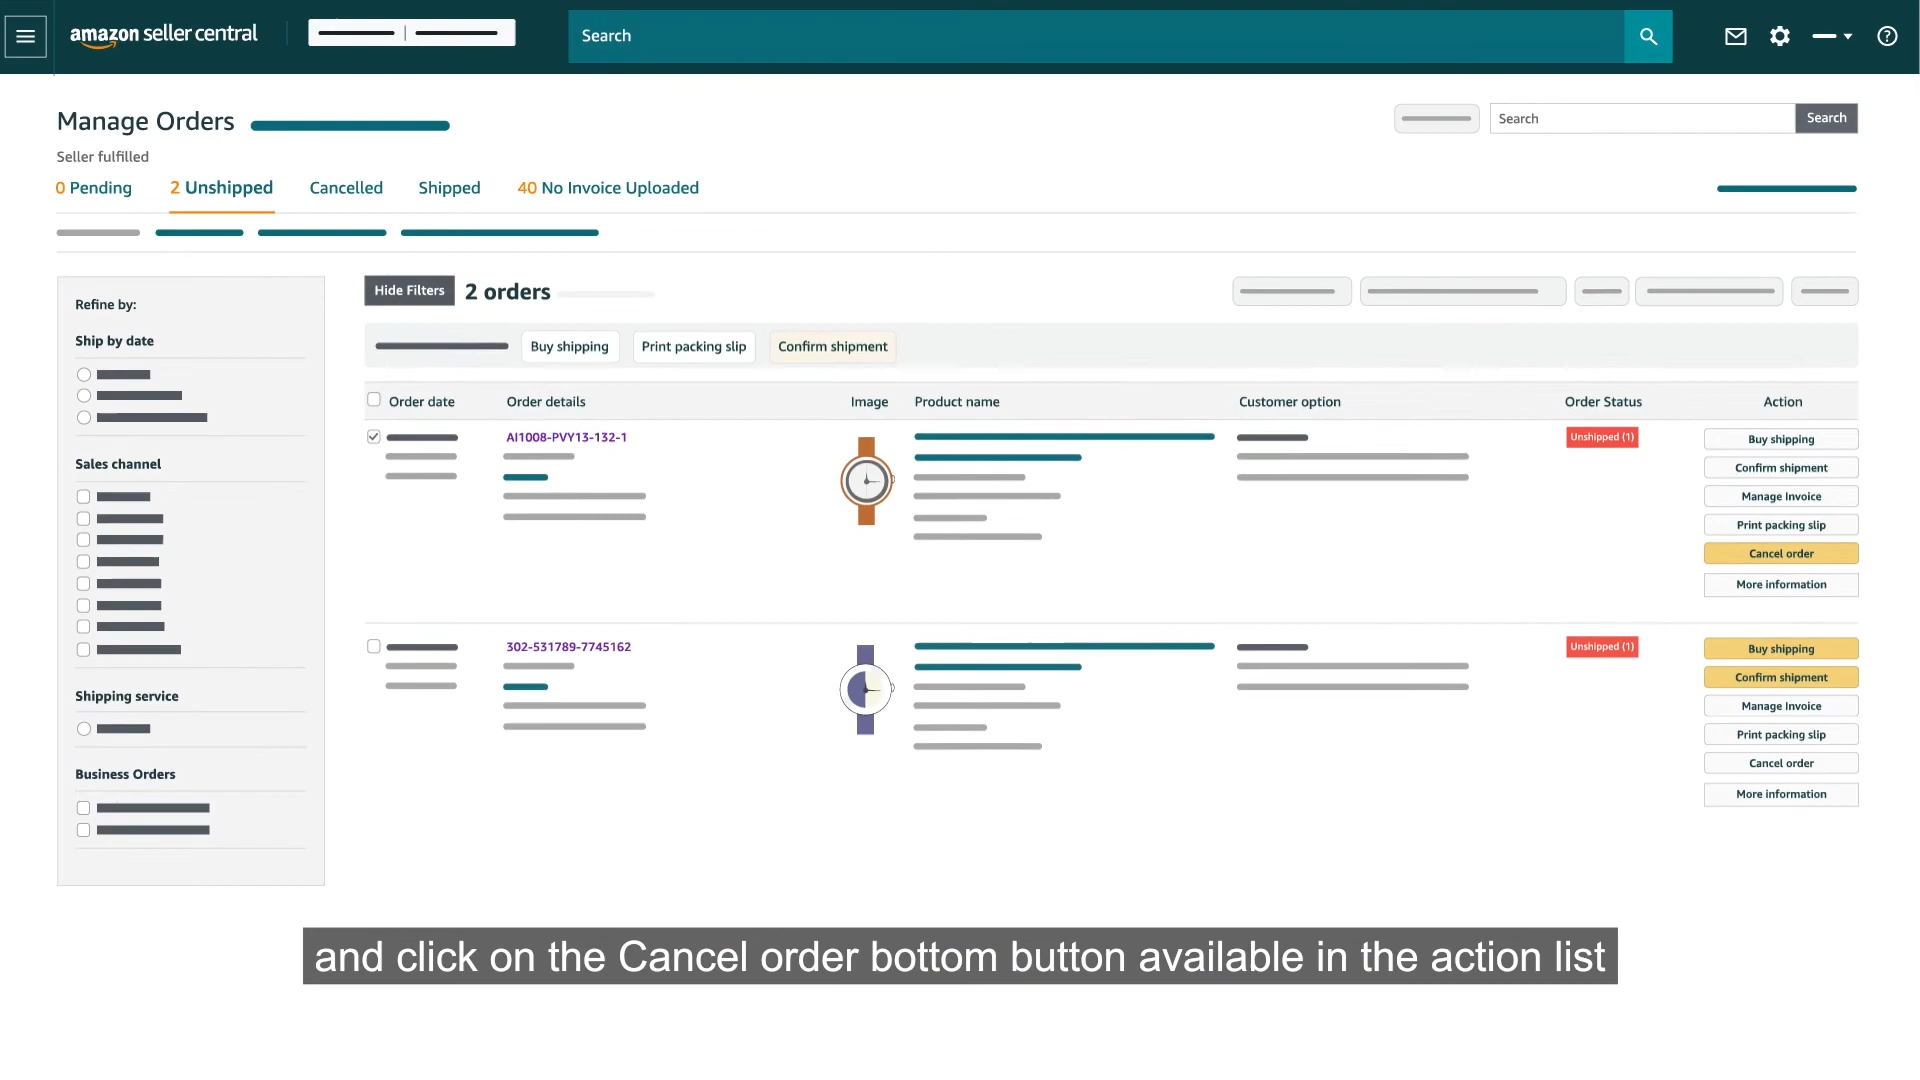 amazon seller central
Search
Manage Orders
Search
Search
Seller fulfilled
0 Pending
2 Unshipped
Cancelled
Shipped
40 No Invoice Uploaded
Refine by:
Ship by date
Sales channel
Shipping service
Business Orders
Hide Filters
2 orders
Buy shipping
Print packing slip
Confirm shipment
Order date
Order details
Image
Product name
Customer option
Order Status
Action
AI1008-PVY13-132-1
Unshipped (1)
Buy shipping
Confirm shipment
Manage Invoice
Print packing slip
Cancel order
More information
302-531789-7745162
Unshipped (1)
Buy shipping
Confirm shipment
Manage Invoice
Print packing slip
Cancel order
More information
and click on the Cancel order bottom button available in the action list